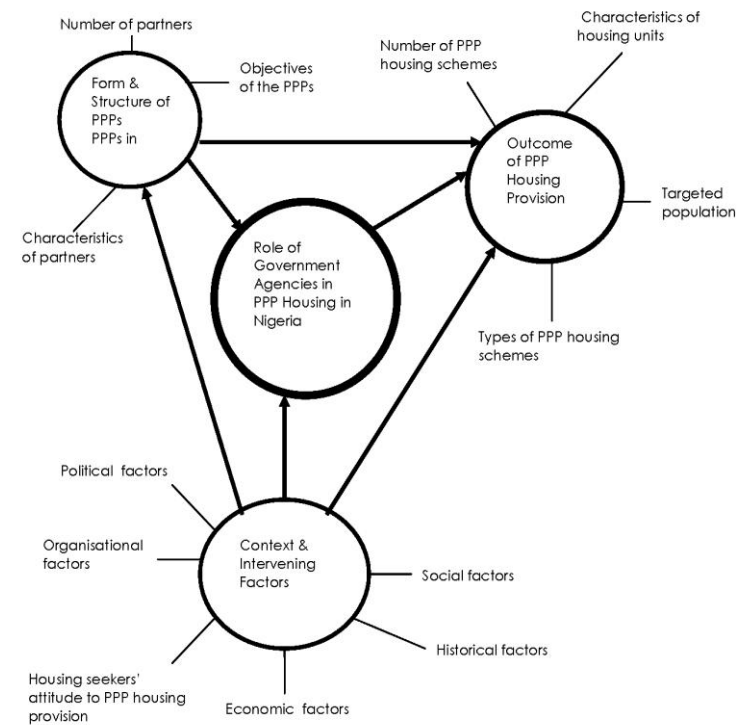 Number of partners
Form &
Structure of
PPPs
PPPs in
Objectives
of the PPPs
Characteristics
of partners
Number of PPP
housing schemes
Characteristics of
housing units
Outcome
of PPP
Housing
Provision
Targeted
population
Types of PPP housing
schemes
Role of
Government
Agencies in
PPP Housing in
Nigeria
Political factors
Organisational
factors
Context &
Intervening
Factors
Social factors
Historical factors
Housing seekers'
attitude to PPP housing
provision
Economic factors